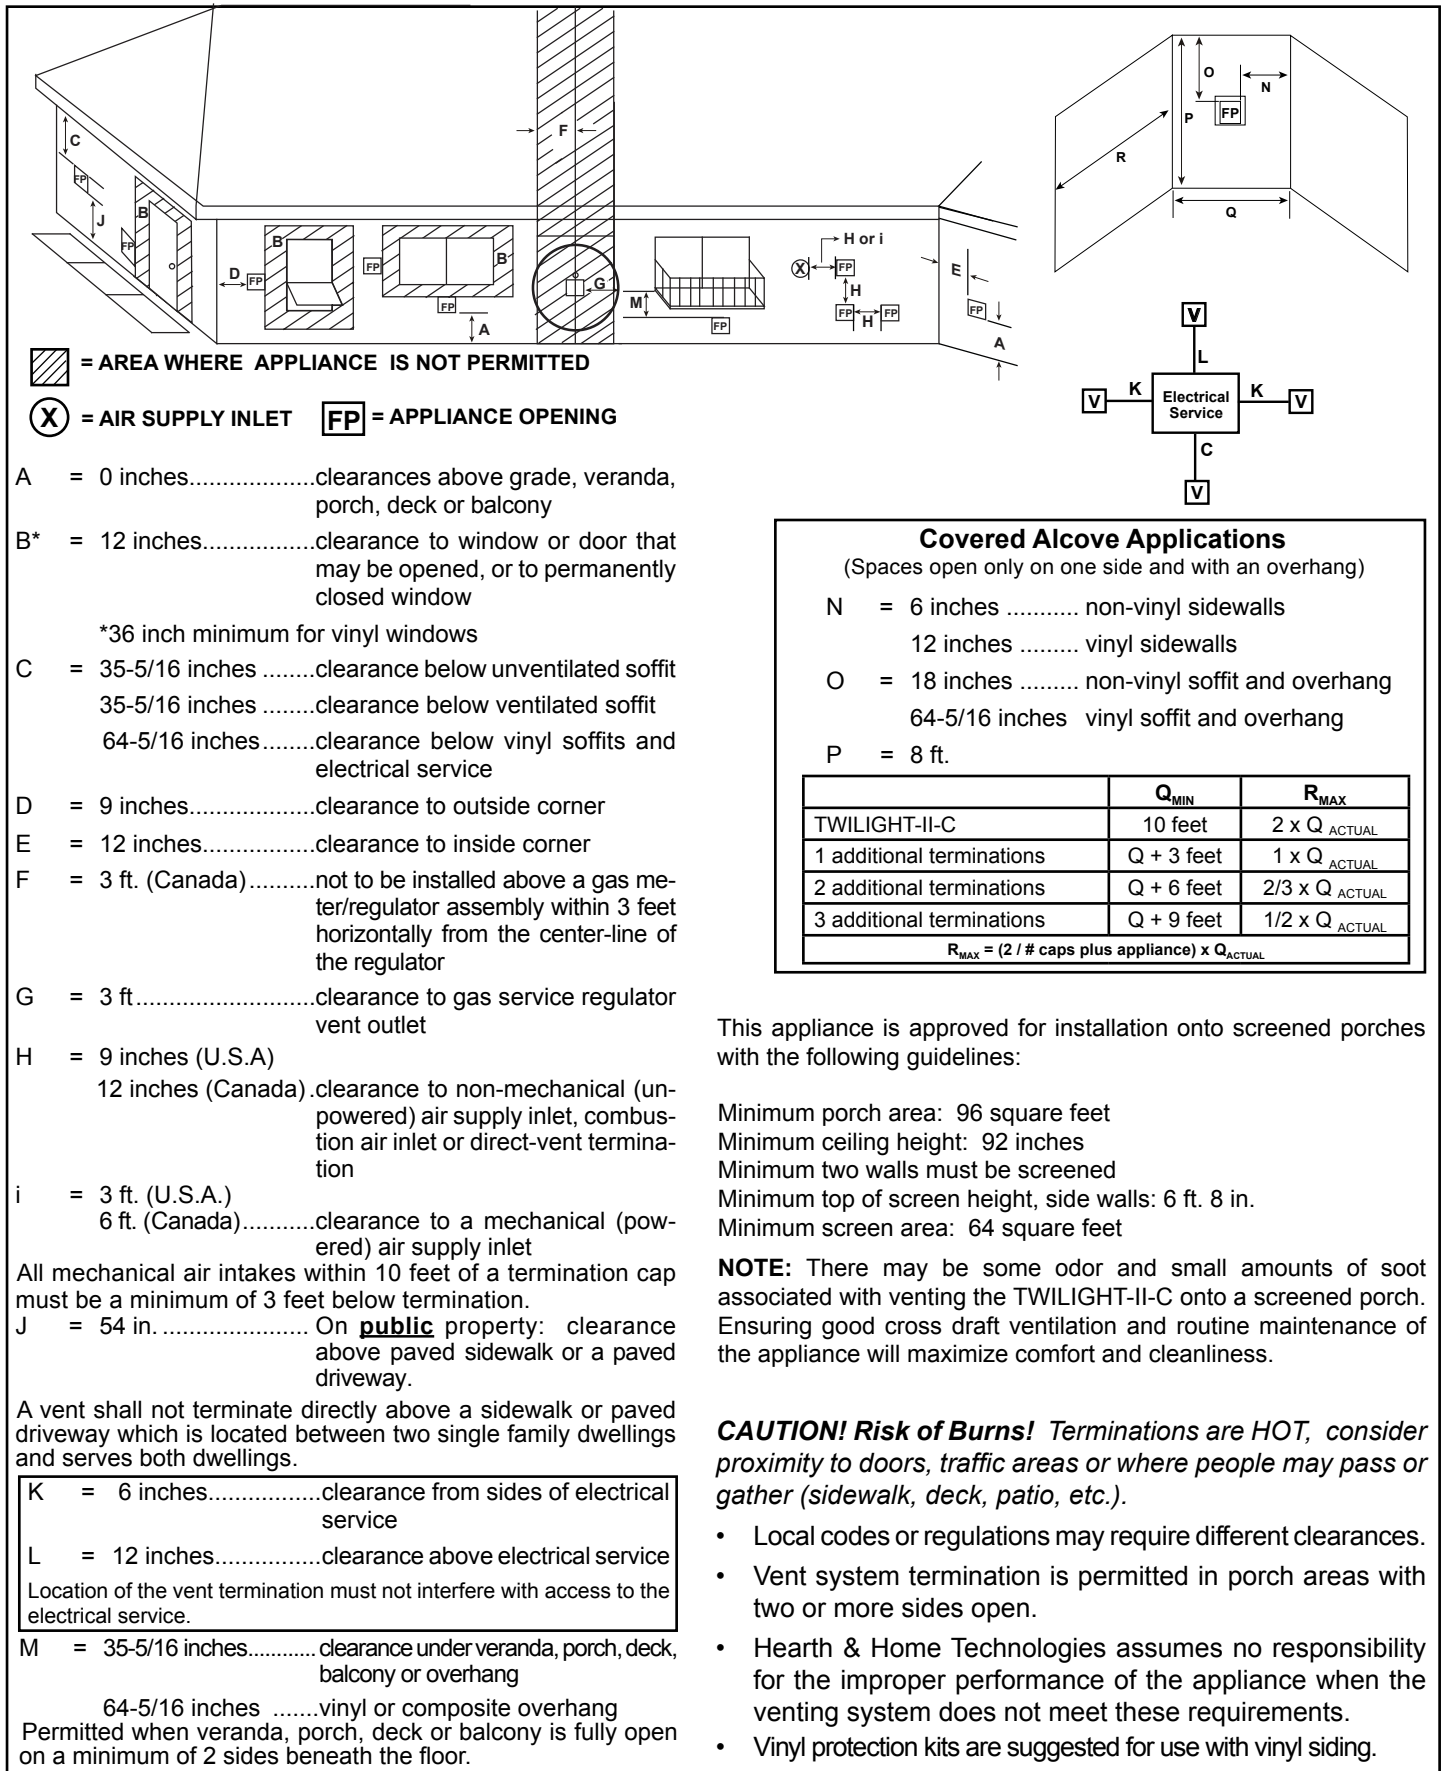 C
FP
J
B
FP
D
FP
B
FP
B
FP
A
F
G
M
FP
H or i
X
FP
H
FP
H
FP
E
FP
A
O
N
FP
P
R
Q
= AREA WHERE APPLIANCE IS NOT PERMITTED
X = AIR SUPPLY INLET FP = APPLIANCE OPENING
V
L
V K Electrical Service K V
C
V
A = 0 inches...................clearances above grade, veranda,
porch, deck or balcony
B* = 12 inches.................clearance to window or door that
may be opened, or to permanently
closed window
*36 inch minimum for vinyl windows
C = 35-5/16 inches ........clearance below unventilated soffit
35-5/16 inches ........clearance below ventilated soffit
64-5/16 inches........clearance below vinyl soffits and
electrical service
D = 9 inches...................clearance to outside corner
E = 12 inches.................clearance to inside corner
F = 3 ft. (Canada)..........not to be installed above a gas me-
ter/regulator assembly within 3 feet
horizontally from the center-line of
the regulator
G = 3 ft...........................clearance to gas service regulator
vent outlet
H = 9 inches (U.S.A)
12 inches (Canada).clearance to non-mechanical (un-
powered) air supply inlet, combus-
tion air inlet or direct-vent termina-
tion
i = 3 ft. (U.S.A.)
6 ft. (Canada)...........clearance to a mechanical (pow-
ered) air supply inlet
All mechanical air intakes within 10 feet of a termination cap
must be a minimum of 3 feet below termination.
J = 54 in. ...................... On public property: clearance
above paved sidewalk or a paved
driveway.
A vent shall not terminate directly above a sidewalk or paved
driveway which is located between two single family dwellings
and serves both dwellings.
K = 6 inches.................clearance from sides of electrical
service
L = 12 inches................clearance above electrical service
Location of the vent termination must not interfere with access to the
electrical service.
M = 35-5/16 inches............ clearance under veranda, porch, deck,
balcony or overhang
64-5/16 inches .......vinyl or composite overhang
Permitted when veranda, porch, deck or balcony is fully open
on a minimum of 2 sides beneath the floor.
Covered Alcove Applications
(Spaces open only on one side and with an overhang)
N = 6 inches ........... non-vinyl sidewalls
12 inches ......... vinyl sidewalls
O = 18 inches ......... non-vinyl soffit and overhang
64-5/16 inches vinyl soffit and overhang
P = 8 ft.
QMIN RMAX
TWILIGHT-II-C 10 feet 2 x Q ACTUAL
1 additional terminations Q + 3 feet 1 x Q ACTUAL
2 additional terminations Q + 6 feet 2/3 x Q ACTUAL
3 additional terminations Q + 9 feet 1/2 x Q ACTUAL
RMAX = (2 / # caps plus appliance) x QACTUAL
This appliance is approved for installation onto screened porches
with the following guidelines:
Minimum porch area: 96 square feet
Minimum ceiling height: 92 inches
Minimum two walls must be screened
Minimum top of screen height, side walls: 6 ft. 8 in.
Minimum screen area: 64 square feet
NOTE: There may be some odor and small amounts of soot
associated with venting the TWILIGHT-II-C onto a screened porch.
Ensuring good cross draft ventilation and routine maintenance of
the appliance will maximize comfort and cleanliness.
CAUTION! Risk of Burns! Terminations are HOT, consider
proximity to doors, traffic areas or where people may pass or
gather (sidewalk, deck, patio, etc.).
• Local codes or regulations may require different clearances.
• Vent system termination is permitted in porch areas with
two or more sides open.
• Hearth & Home Technologies assumes no responsibility
for the improper performance of the appliance when the
venting system does not meet these requirements.
• Vinyl protection kits are suggested for use with vinyl siding.